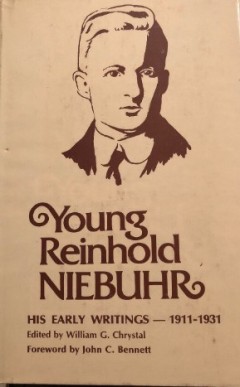 Young
Reinhold
NIEBUHR
HIS EARLY WRITINGS — 1911-1931
Edited by William G. Chrystal
Foreword by John C. Bennett